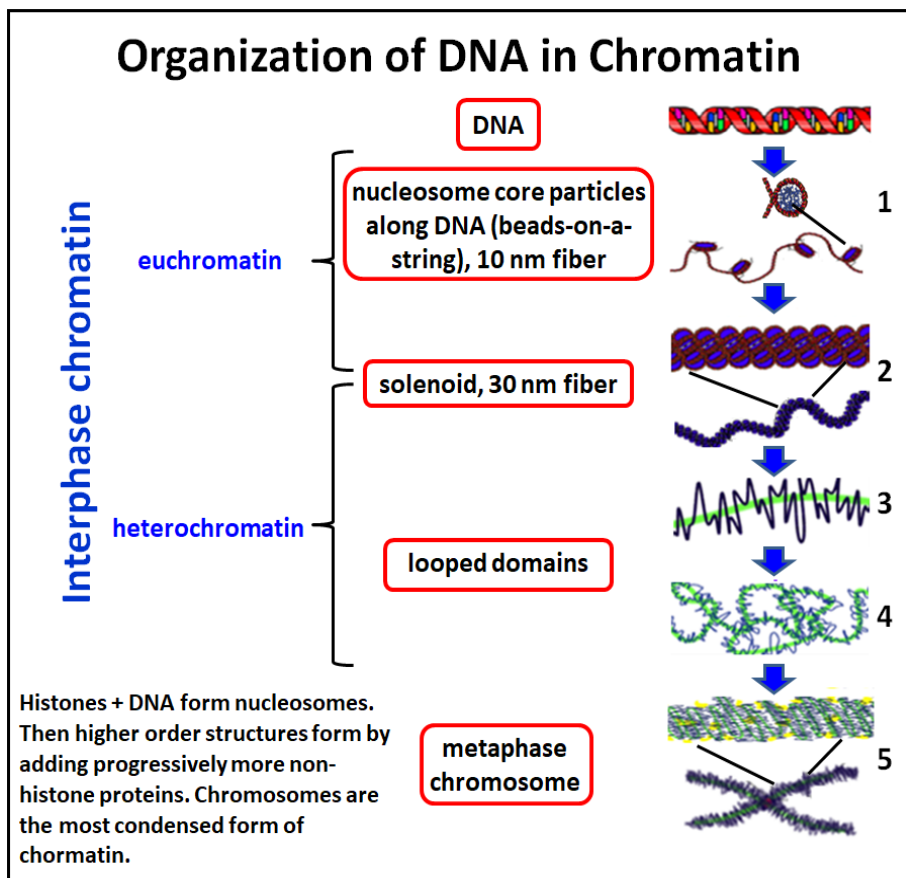 Organization of DNA in Chromatin
DNA
1
nucleosome core particles
along DNA (beads-on-a-
string), 10 nm fiber
euchromatin
Interphase chromatin
2
solenoid, 30 nm fiber
3
heterochromatin
looped domains
4
Histones + DNA form nucleosomes.
Then higher order structures form by
adding progressively more non-
histone proteins. Chromosomes are
the most condensed form of
chormatin.
metaphase
chromosome
5